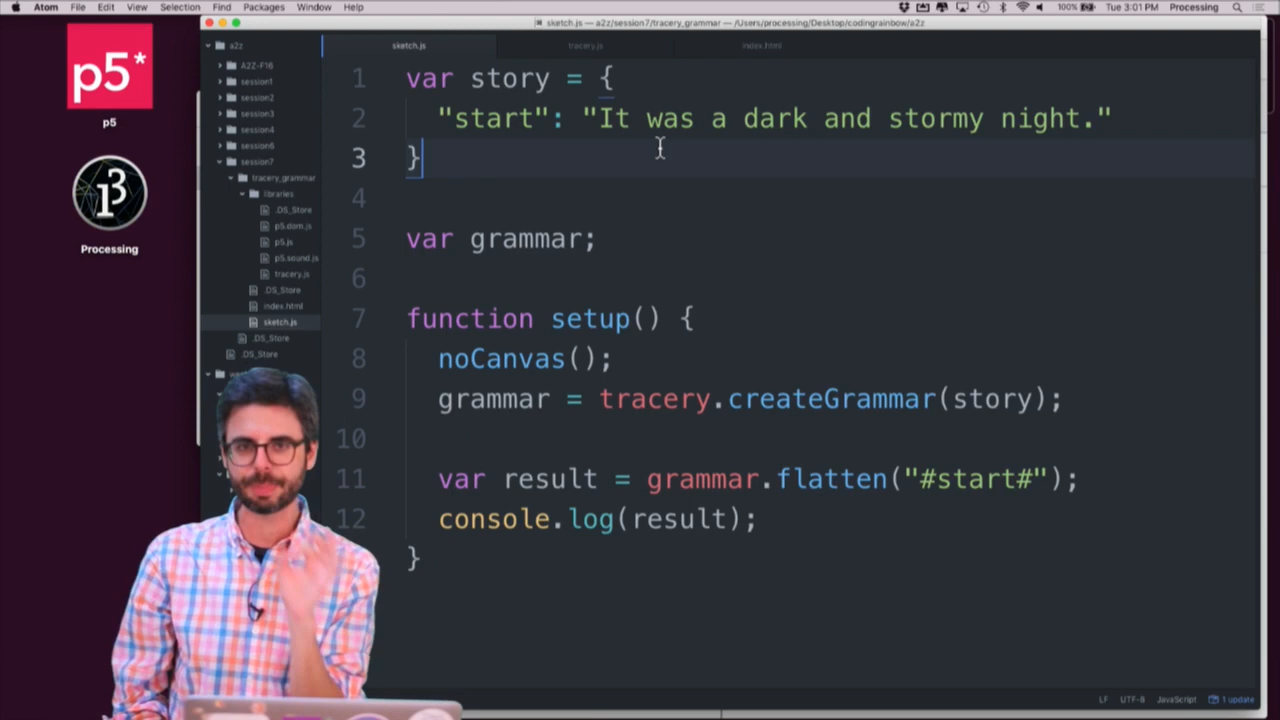 Atom File Edit View Selection Find Packages Window Help 100% Tue 3:01 PM Processing
sketch.js — a2z/session7/tracery_grammar — /Users/processing/Desktop/codingrainbow/a2z
p5*
p5
Processing
a2z
A2Z-F16
session1
session2
session3
session4
session6
session7
tracery_grammar
libraries
.DS_Store
p5.dom.js
p5.js
p5.sound.js
tracery.js
.DS_Store
index.html
sketch.js
.DS_Store
.DS_Store
sketch.js tracery.js index.html
1 var story = {
2 "start": "It was a dark and stormy night."
3 }
4
5 var grammar;
6
7 function setup() {
8 noCanvas();
9 grammar = tracery.createGrammar(story);
10
11 var result = grammar.flatten("#start#");
12 console.log(result);
}
LF UTF-8 JavaScript 1 update